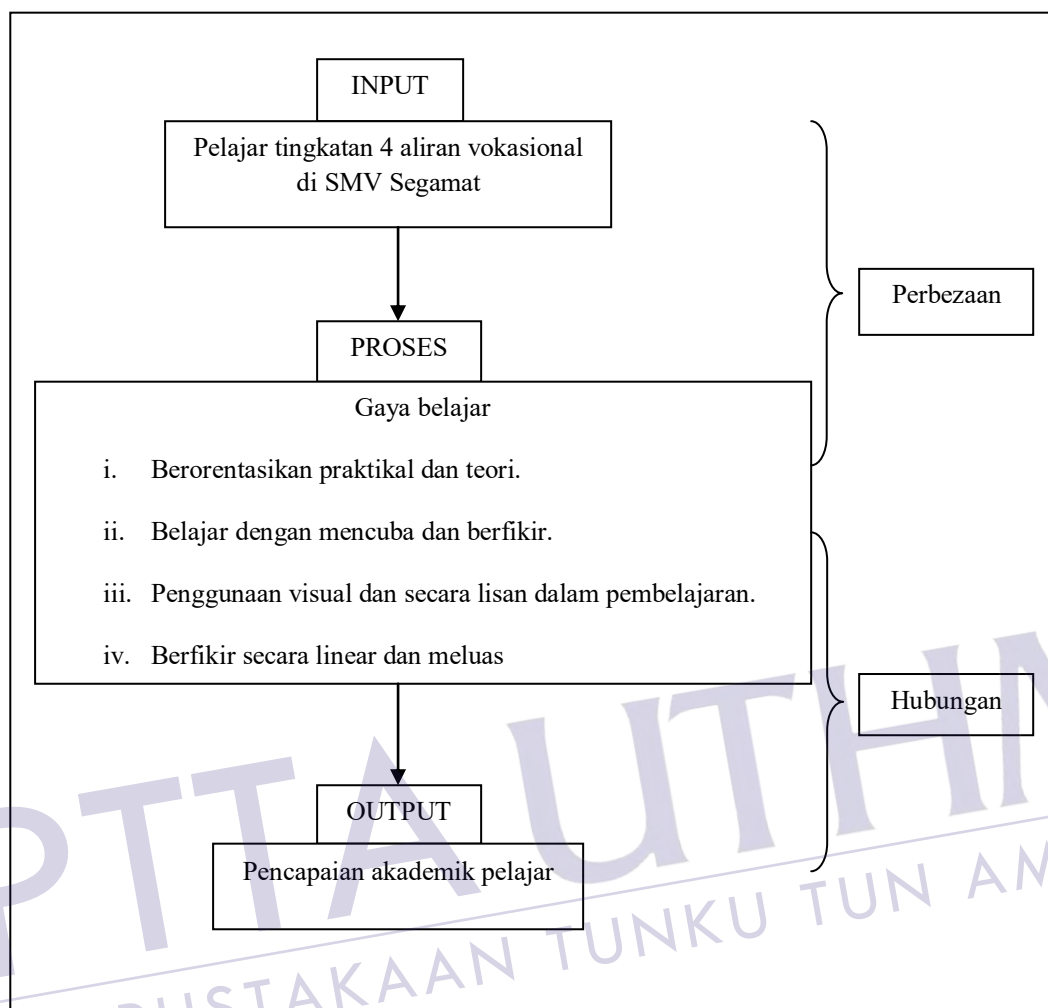 INPUT
Pelajar tingkatan 4 aliran vokasional
di SMV Segamat
Perbezaan
PROSES
Gaya belajar
i. Berorentasikan praktikal dan teori.
ii. Belajar dengan mencuba dan berfikir.
iii. Penggunaan visual dan secara lisan dalam pembelajaran.
iv. Berfikir secara linear dan meluas
Hubungan
OUTPUT
Pencapaian akademik pelajar
PTTA UTHM
PUSTAKAAN TUNKU TUN AM